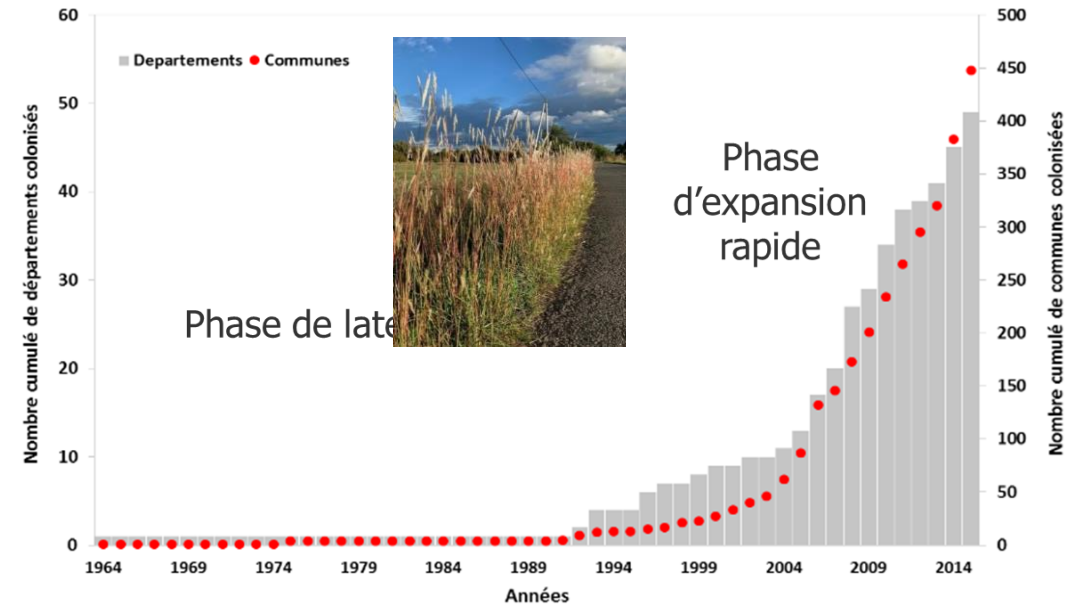 60
50
40
30
20
10
0
500
450
400
350
300
250
200
150
100
50
0
Departements Communes
Phase
d’expansion
rapide
Phase de late
1964 1969 1974 1979 1984 1989 1994 1999 2004 2009 2014
Années
Nombre cumulé de départements colonisés
Nombre cumulé de communes colonisées